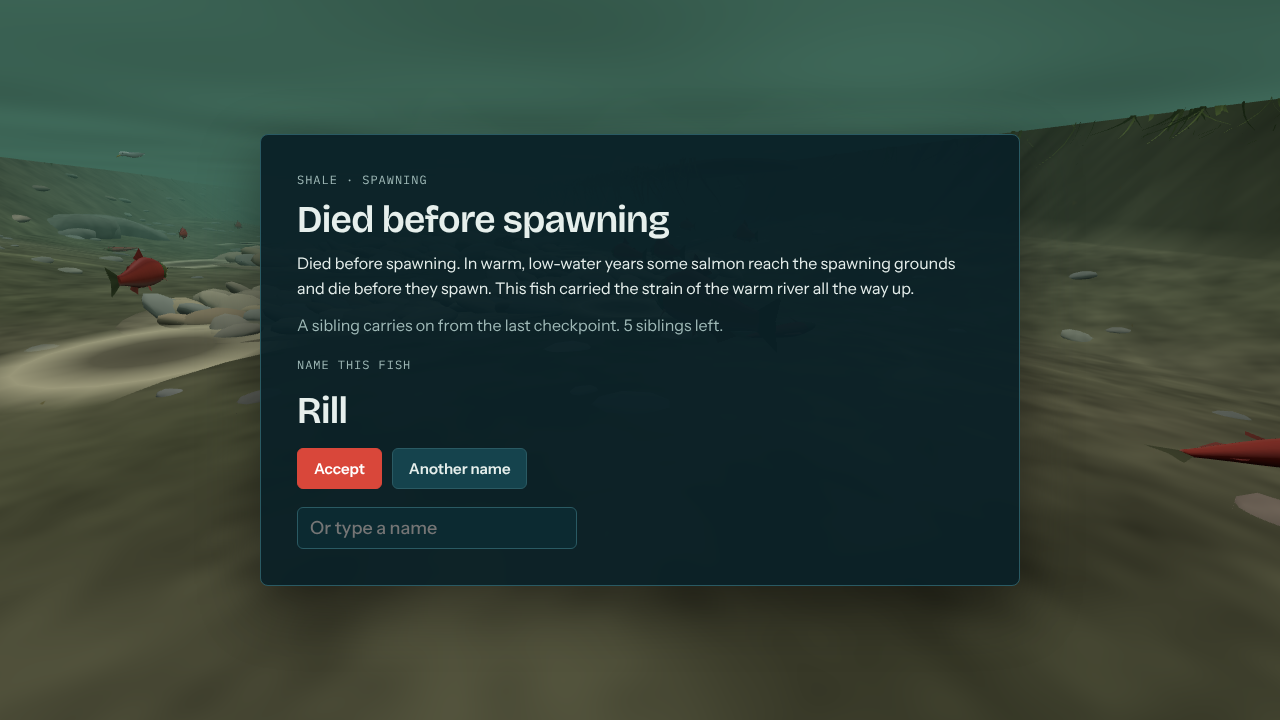 SHALE · SPAWNING
Died before spawning
Died before spawning. In warm, low-water years some salmon reach the spawning grounds
and die before they spawn. This fish carried the strain of the warm river all the way up.
A sibling carries on from the last checkpoint. 5 siblings left.
NAME THIS FISH
Rill
Accept
Another name
Or type a name